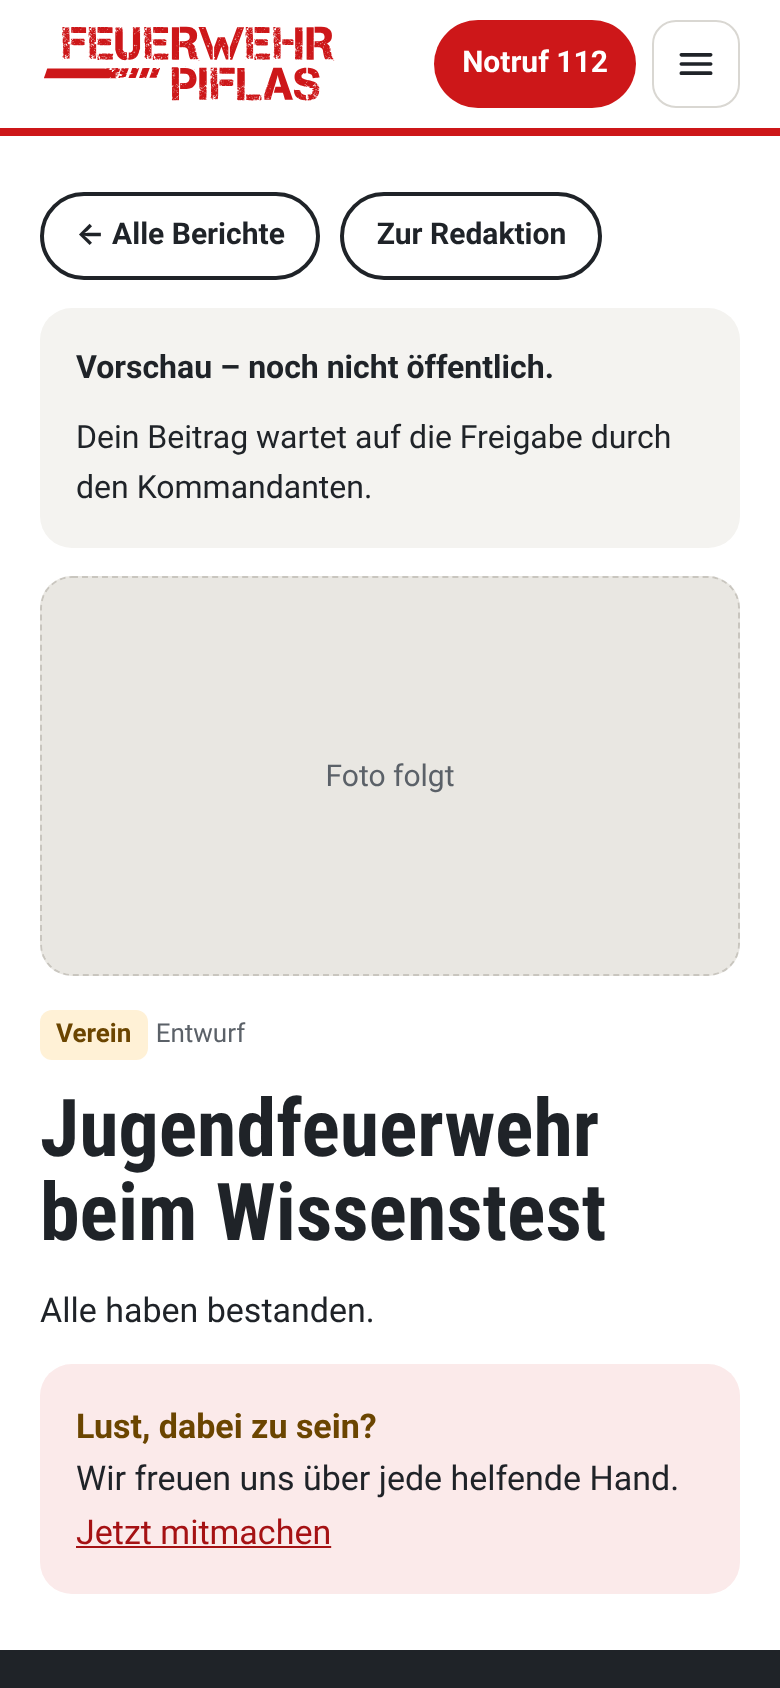 FEUERWEHR
PIFLAS
Notruf 112
← Alle Berichte
Zur Redaktion
Vorschau – noch nicht öffentlich.
Dein Beitrag wartet auf die Freigabe durch
den Kommandanten.
Foto folgt
Verein Entwurf
Jugendfeuerwehr
beim Wissenstest
Alle haben bestanden.
Lust, dabei zu sein?
Wir freuen uns über jede helfende Hand.
Jetzt mitmachen